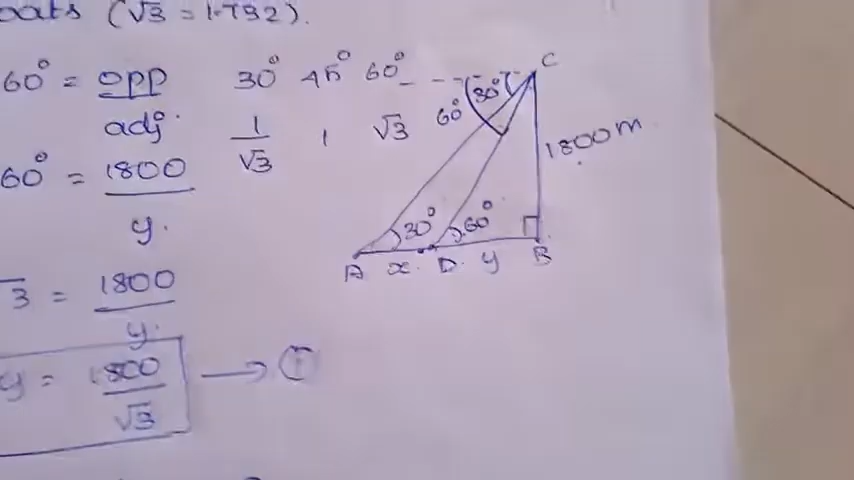 oats (√3 = 1.732).
60° = opp/adj.
30° 45° 60°
1/√3 1 √3
60° = 1800/y.
√3 = 1800/y.
y = 1800/√3 → ①
C
30°
60°
1800 m
30° 60°
A x. D. y B